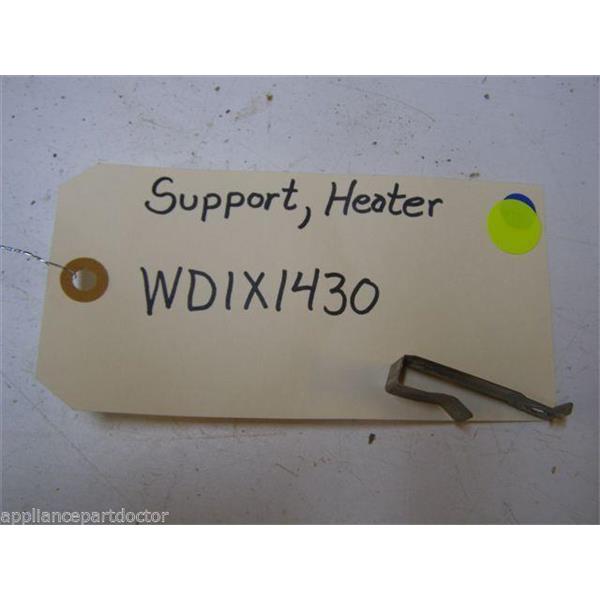 Support, Heater
WD1X1430
appliancepartdoctor